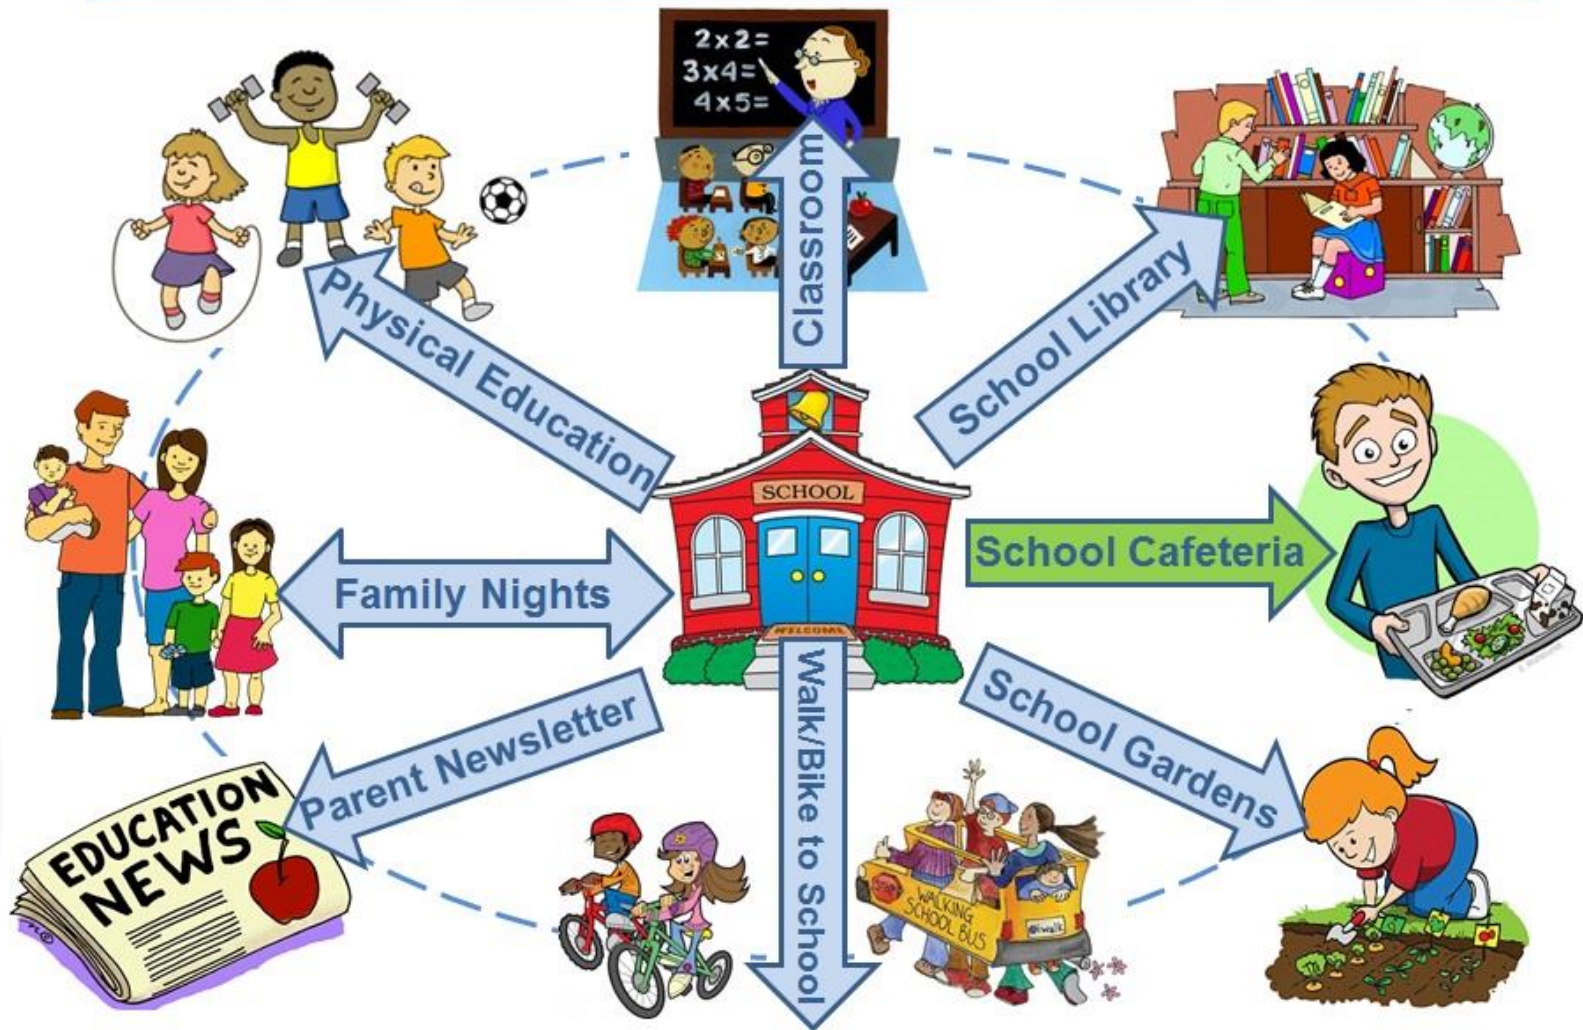 2x2=
3x4=
4x5=
Classroom
School Library
Physical Education
SCHOOL
School Cafeteria
Family Nights
WELCOME
School Gardens
Parent Newsletter
Walk/Bike to School
EDUCATION
NEWS
STOP
WALKING
SCHOOL BUS
@iwalk